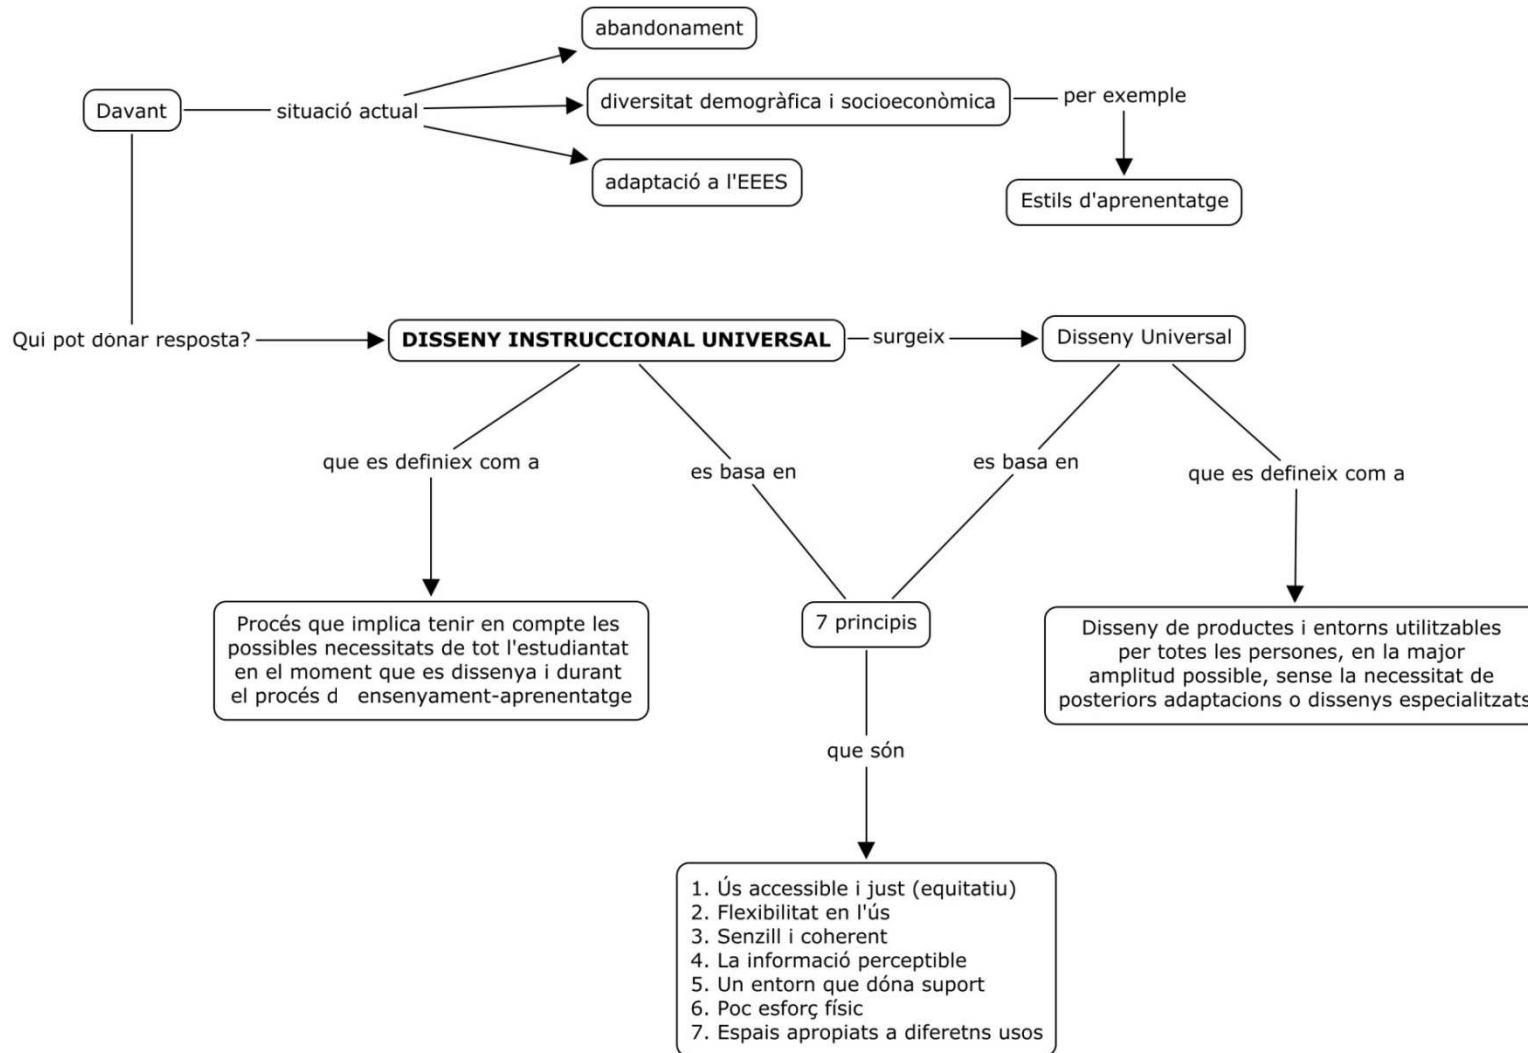 abandonament
Davant
situació actual
diversitat demogràfica i socioeconòmica
per exemple
adaptació a l'EEES
Estils d'aprenentatge
Qui pot dónar resposta?
DISSENY INSTRUCCIONAL UNIVERSAL
surgeix
Disseny Universal
que es definiex com a
es basa en
es basa en
que es defineix com a
Procés que implica tenir en compte les
possibles necessitats de tot l'estudiantat
en el moment que es dissenya i durant
el procés d ensenyament-aprenentatge
7 principis
Disseny de productes i entorns utilitzables
per totes les persones, en la major
amplitud possible, sense la necessitat de
posteriors adaptacions o dissenys especialitzats
que són
1. Ús accessible i just (equitatiu)
2. Flexibilitat en l'ús
3. Senzill i coherent
4. La informació perceptible
5. Un entorn que dóna suport
6. Poc esforç físic
7. Espais apropiats a diferetns usos